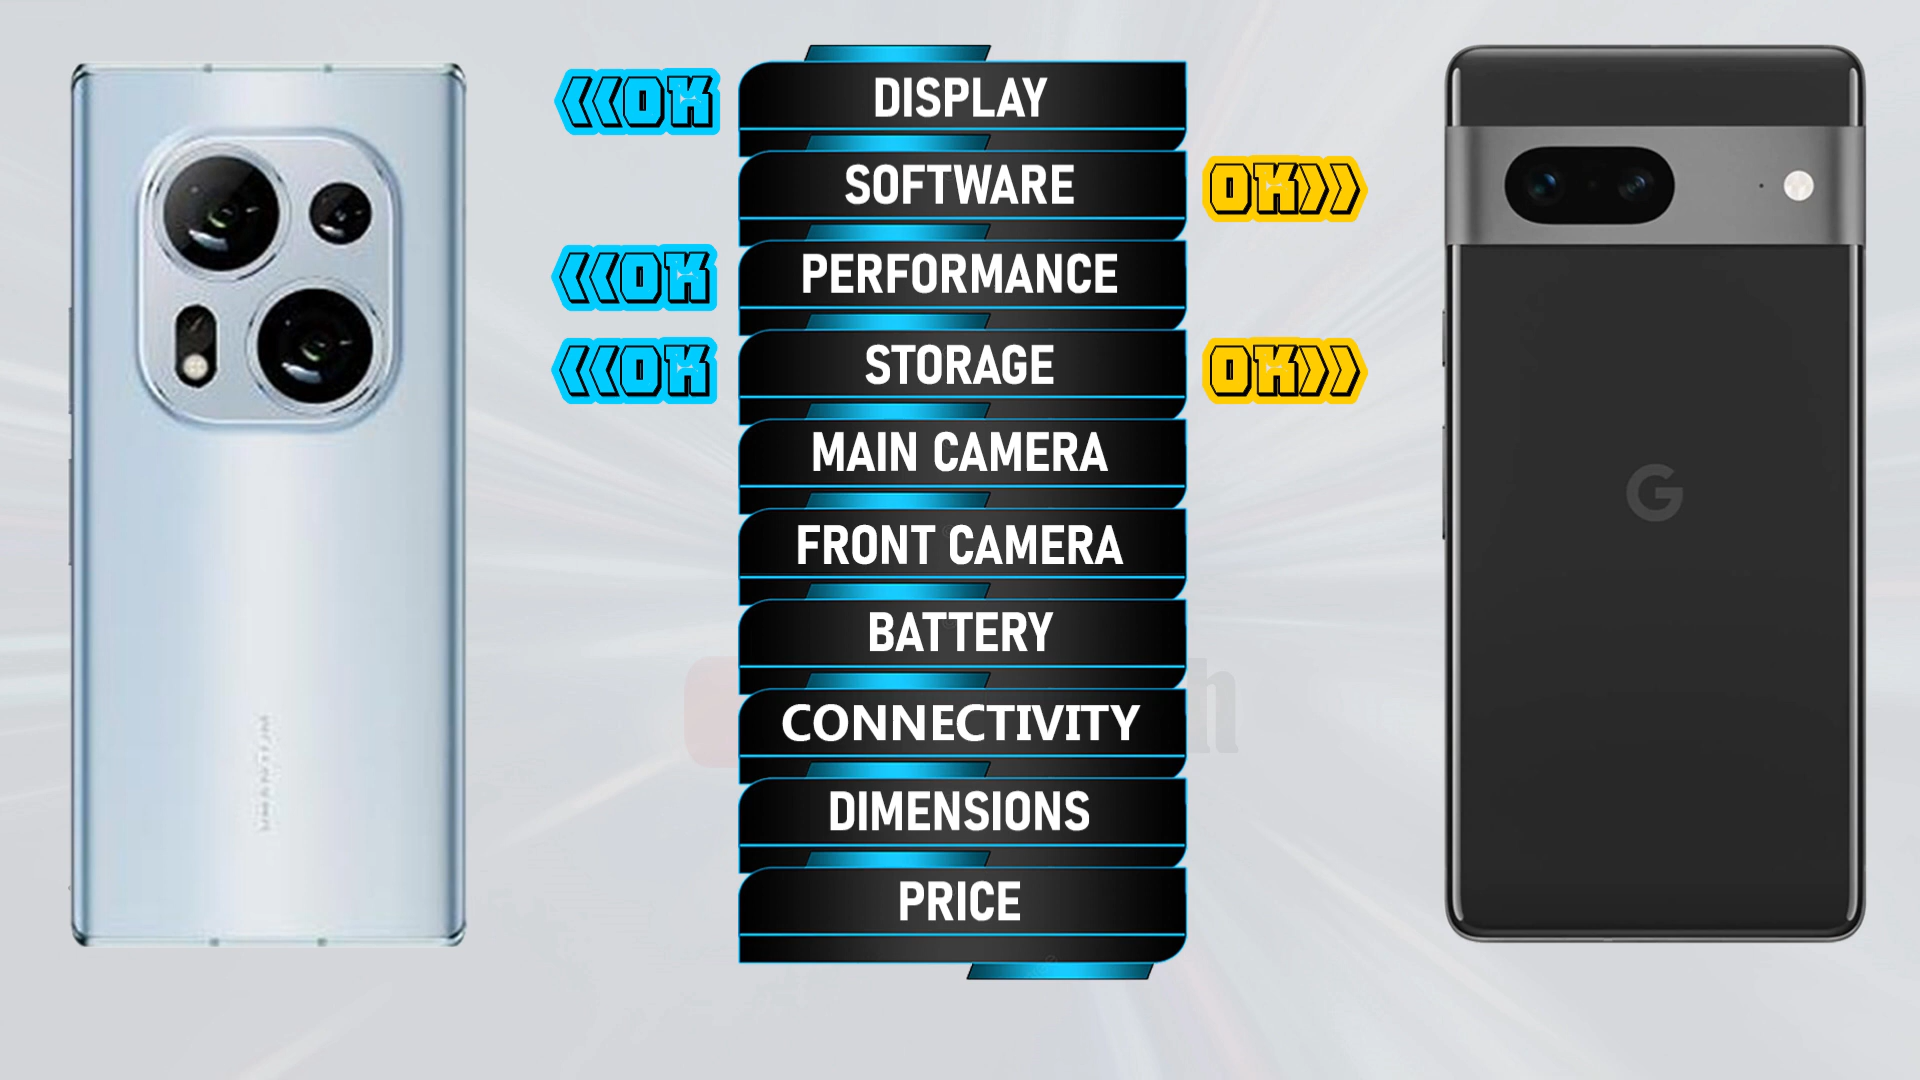 <<OK DISPLAY
SOFTWARE OK>>
<<OK PERFORMANCE
<<OK STORAGE OK>>
MAIN CAMERA
FRONT CAMERA
BATTERY
CONNECTIVITY
DIMENSIONS
PRICE
G